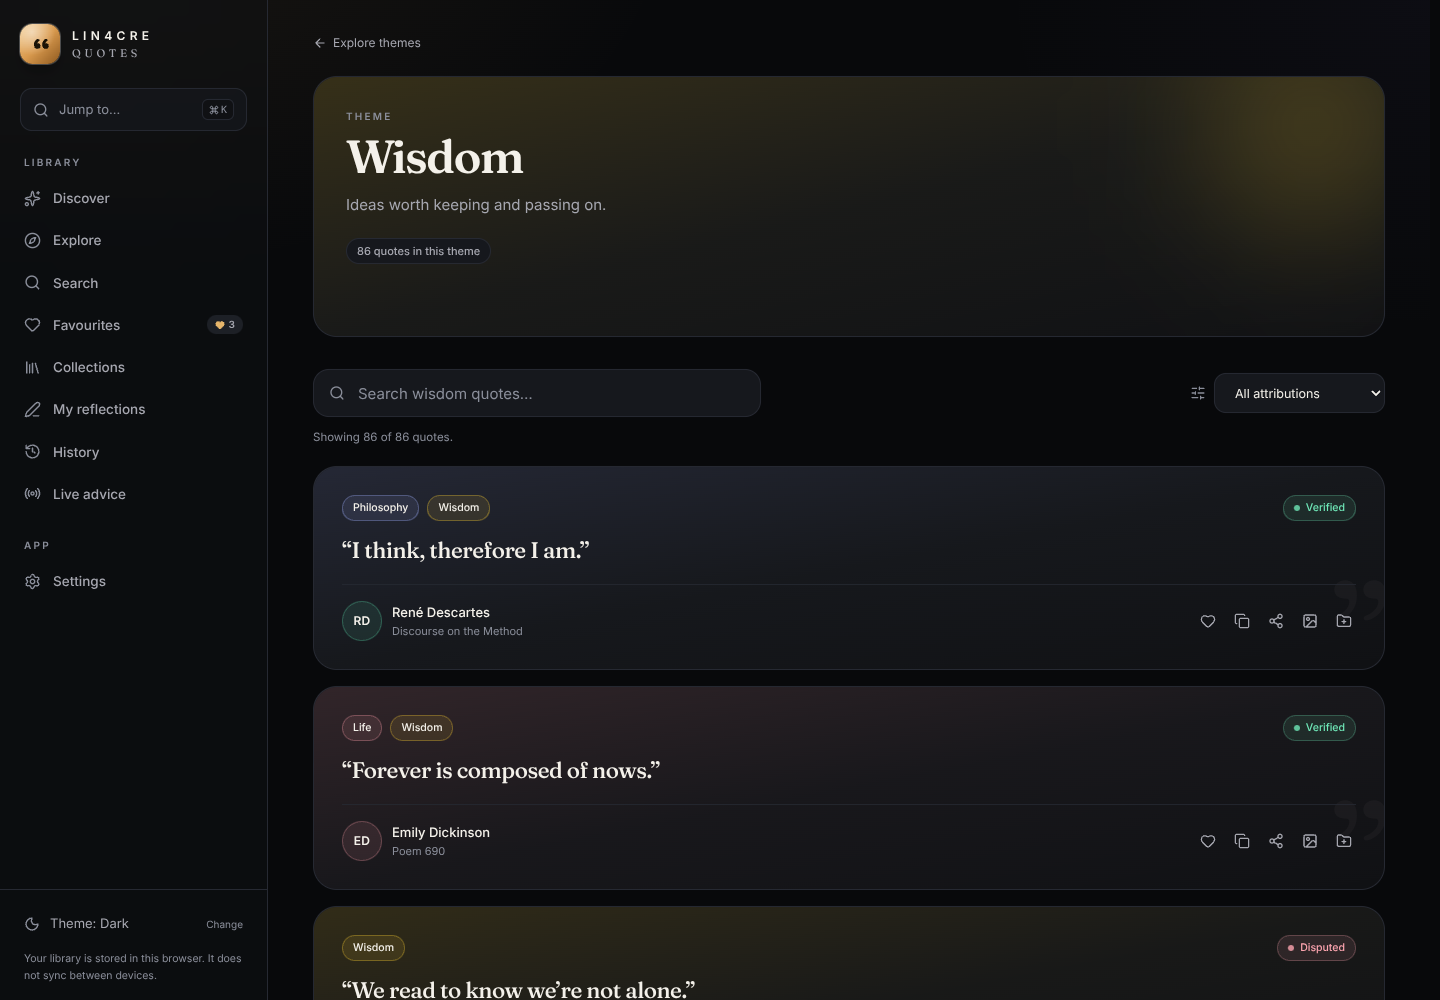 LIN4CRE
QUOTES
Jump to...
⌘K
LIBRARY
Discover
Explore
Search
Favourites
3
Collections
My reflections
History
Live advice
APP
Settings
Theme: Dark
Change
Your library is stored in this browser. It does
not sync between devices.
Explore themes
THEME
Wisdom
Ideas worth keeping and passing on.
86 quotes in this theme
Search wisdom quotes...
All attributions
Showing 86 of 86 quotes.
Philosophy
Wisdom
Verified
“I think, therefore I am.”
RD
René Descartes
Discourse on the Method
Life
Wisdom
Verified
“Forever is composed of nows.”
ED
Emily Dickinson
Poem 690
Wisdom
Disputed
“We read to know we’re not alone.”